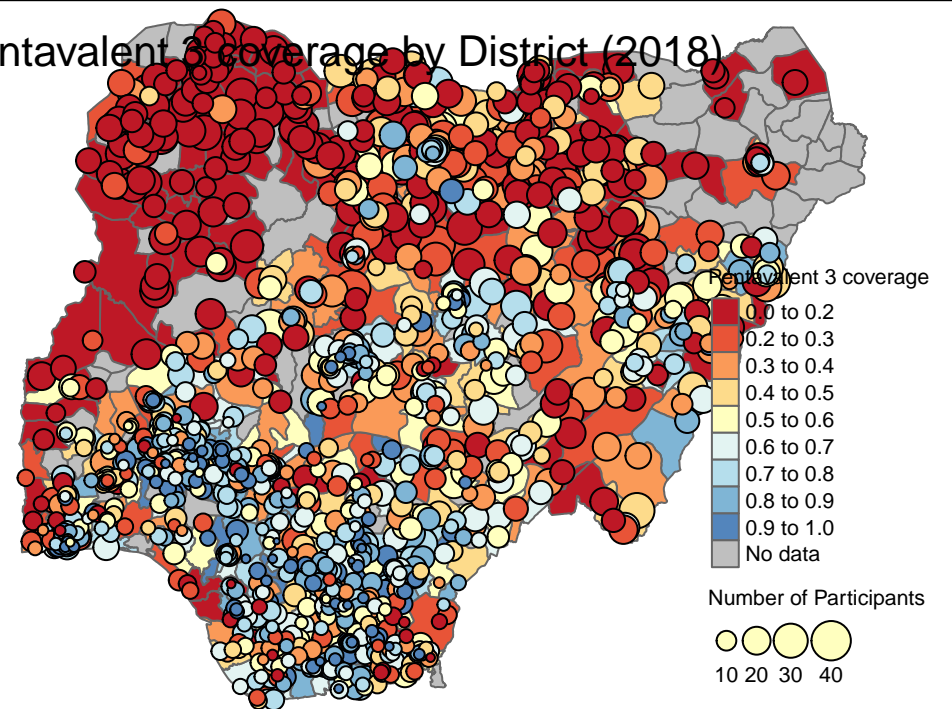 ntavalent 3 coverage by District (2018)
Pentavalent 3 coverage
0.0 to 0.2
0.2 to 0.3
0.3 to 0.4
0.4 to 0.5
0.5 to 0.6
0.6 to 0.7
0.7 to 0.8
0.8 to 0.9
0.9 to 1.0
No data
Number of Participants
10 20 30 40